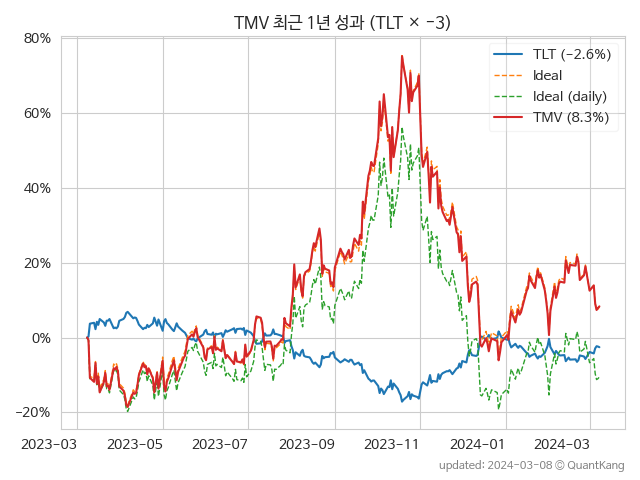 TMV 최근 1년 성과 (TLT × −3)
80%
60%
40%
20%
0%
−20%
TLT (−2.6%)
Ideal
Ideal (daily)
TMV (8.3%)
2023-03 2023-05 2023-07 2023-09 2023-11 2024-01 2024-03
updated: 2024-03-08 © QuantKang